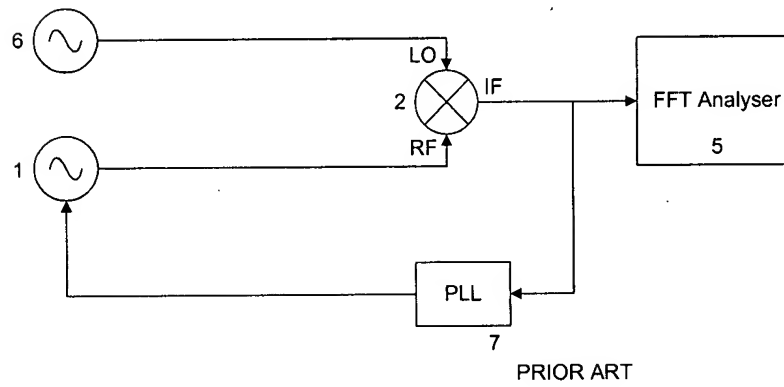 6
LO
2
IF
FFT Analyser
5
1
RF
PLL
7
PRIOR ART